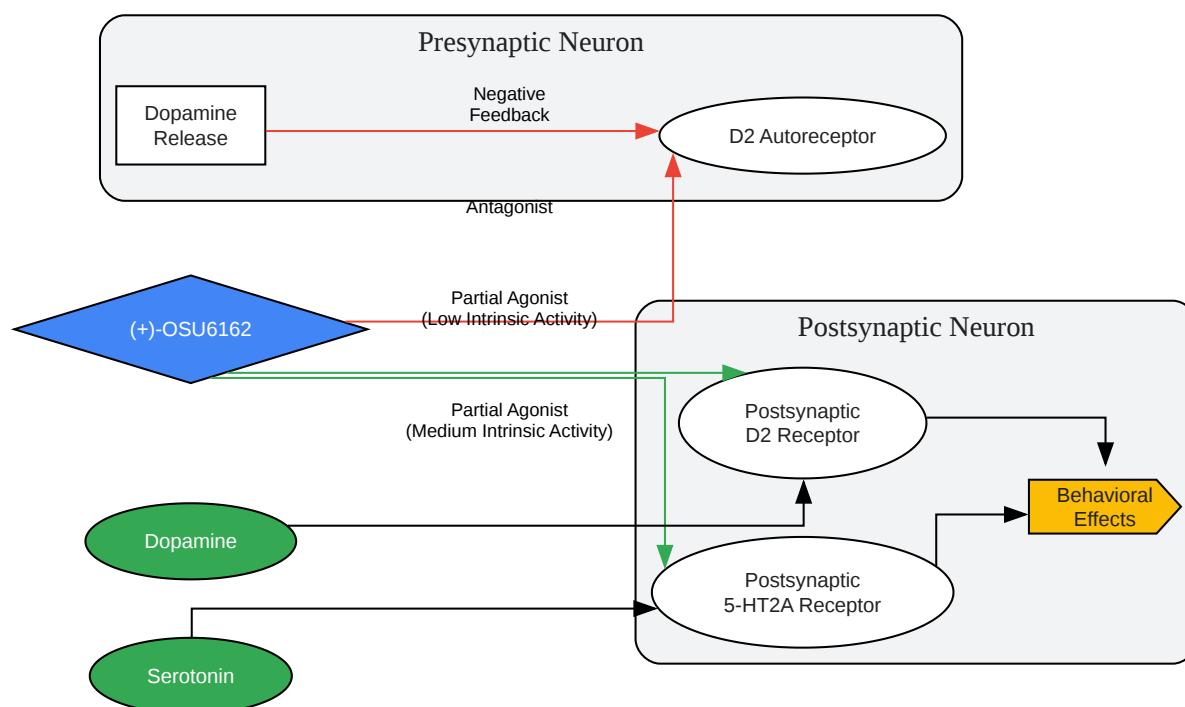 Presynaptic Neuron
Dopamine
Release
Negative
Feedback
D2 Autoreceptor
Antagonist
(+)-OSU6162
Partial Agonist
(Low Intrinsic Activity)
Postsynaptic Neuron
Partial Agonist
(Medium Intrinsic Activity)
Postsynaptic
D2 Receptor
Behavioral
Effects
Dopamine
Postsynaptic
5-HT2A Receptor
Serotonin